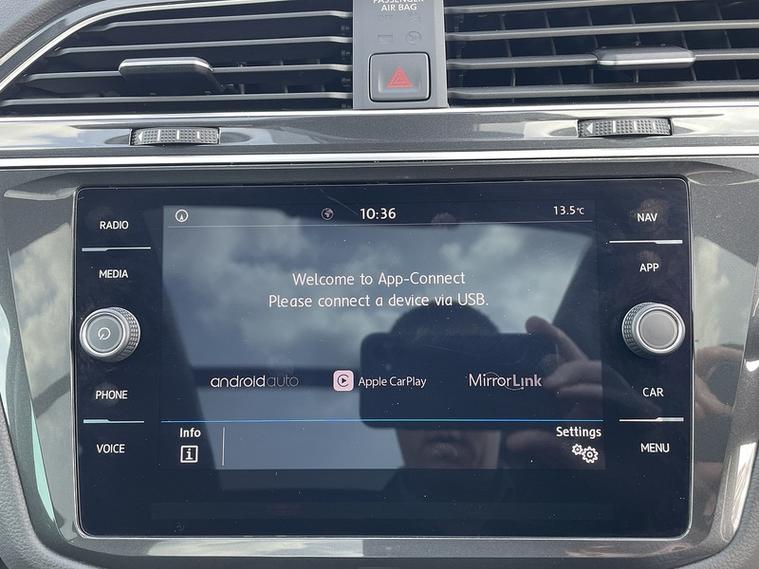 PASSENGER
AIR BAG
10:36
13.5°C
RADIO
NAV
MEDIA
APP
Welcome to App-Connect
Please connect a device via USB.
androidauto
Apple CarPlay
MirrorLink
PHONE
CAR
Info
Settings
VOICE
MENU